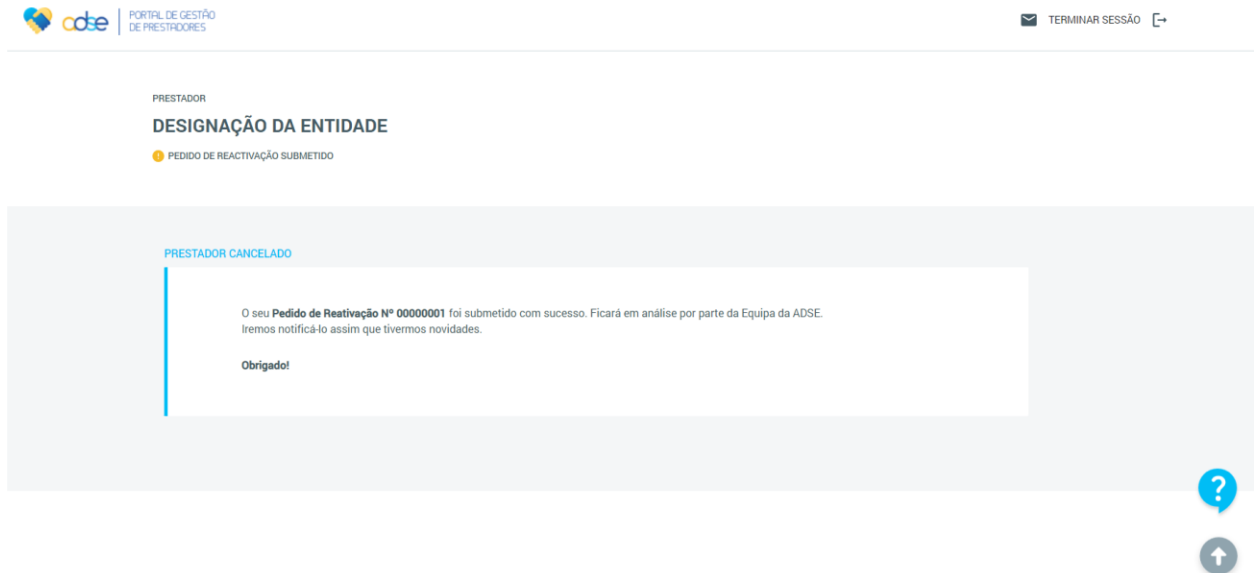 adse
PORTAL DE GESTÃO
DE PRESTADORES
TERMINAR SESSÃO
PRESTADOR
DESIGNAÇÃO DA ENTIDADE
! PEDIDO DE REACTIVAÇÃO SUBMETIDO
PRESTADOR CANCELADO
O seu Pedido de Reativação Nº 00000001 foi submetido com sucesso. Ficará em análise por parte da Equipa da ADSE.
Iremos notificá-lo assim que tivermos novidades.
Obrigado!
?